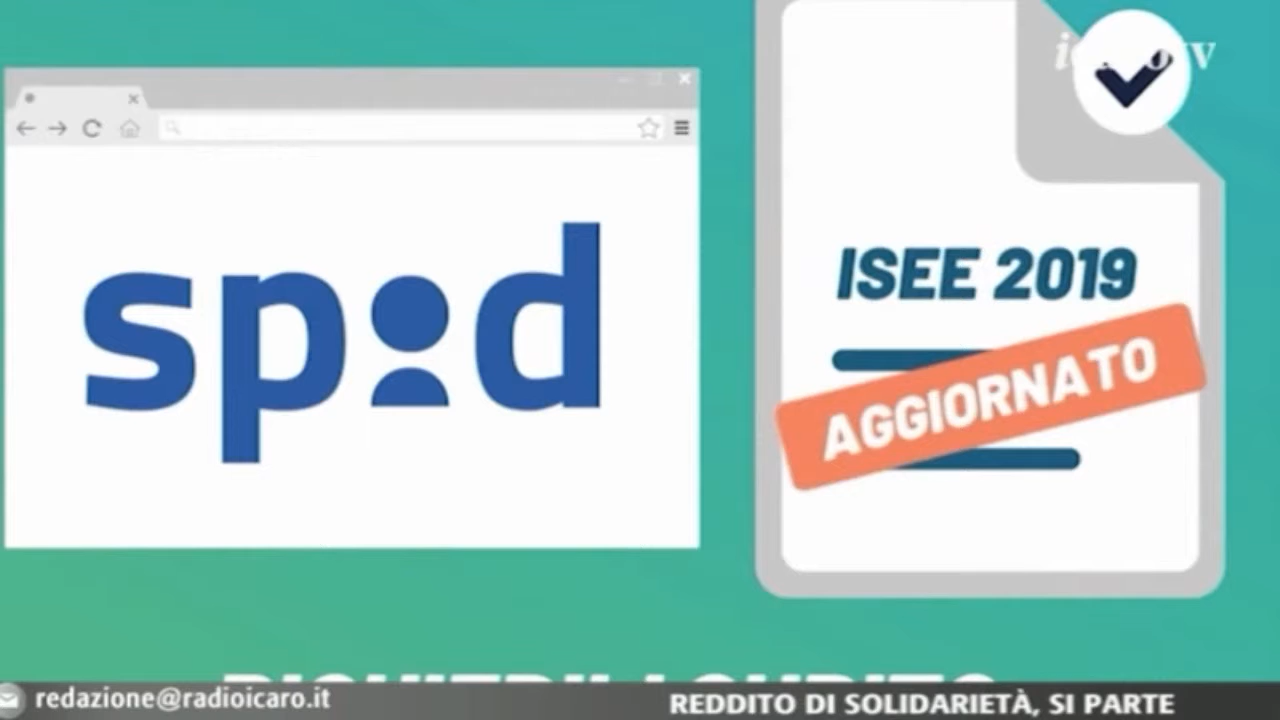 spid
ISEE 2019
AGGIORNATO
redazione@radioicaro.it
REDDITO DI SOLIDARIETÀ, SI PARTE